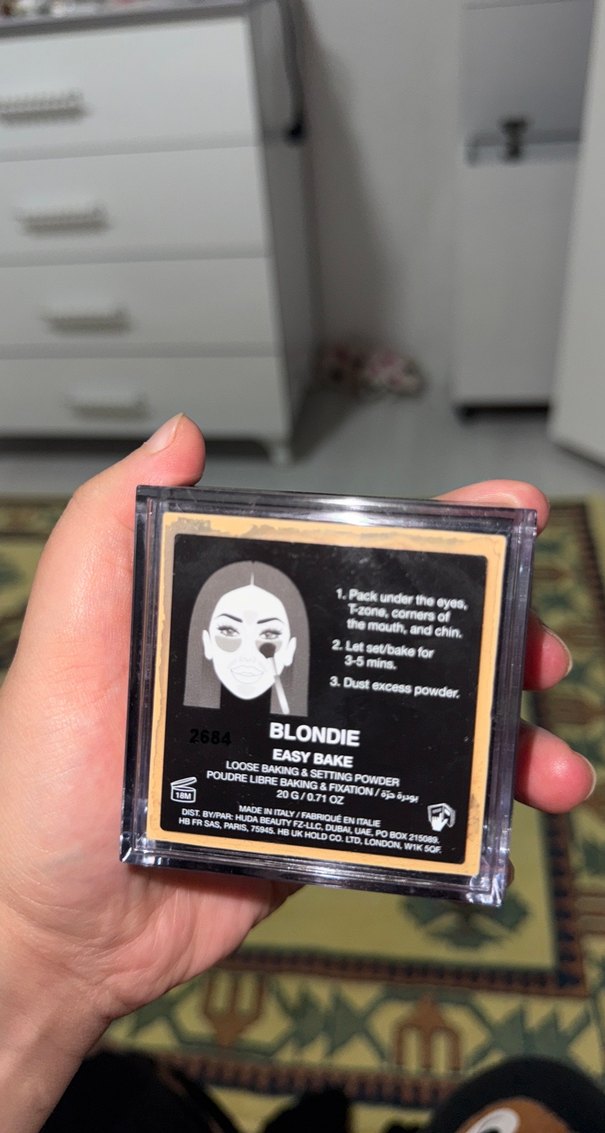 1. Pack under the eyes,
T-zone, corners of
the mouth, and chin.
2. Let set/bake for
3-5 mins.
3. Dust excess powder.
2684
BLONDIE
EASY BAKE
LOOSE BAKING & SETTING POWDER
POUDRE LIBRE BAKING & FIXATION / بودرة حرّة
20 G / 0.71 OZ
18M
MADE IN ITALY / FABRIQUÉ EN ITALIE
DIST. BY/PAR: HUDA BEAUTY FZ-LLC, DUBAI, UAE, PO BOX 215089.
HB FR SAS, PARIS, 75945. HB UK HOLD CO. LTD, LONDON, W1K 5QF.